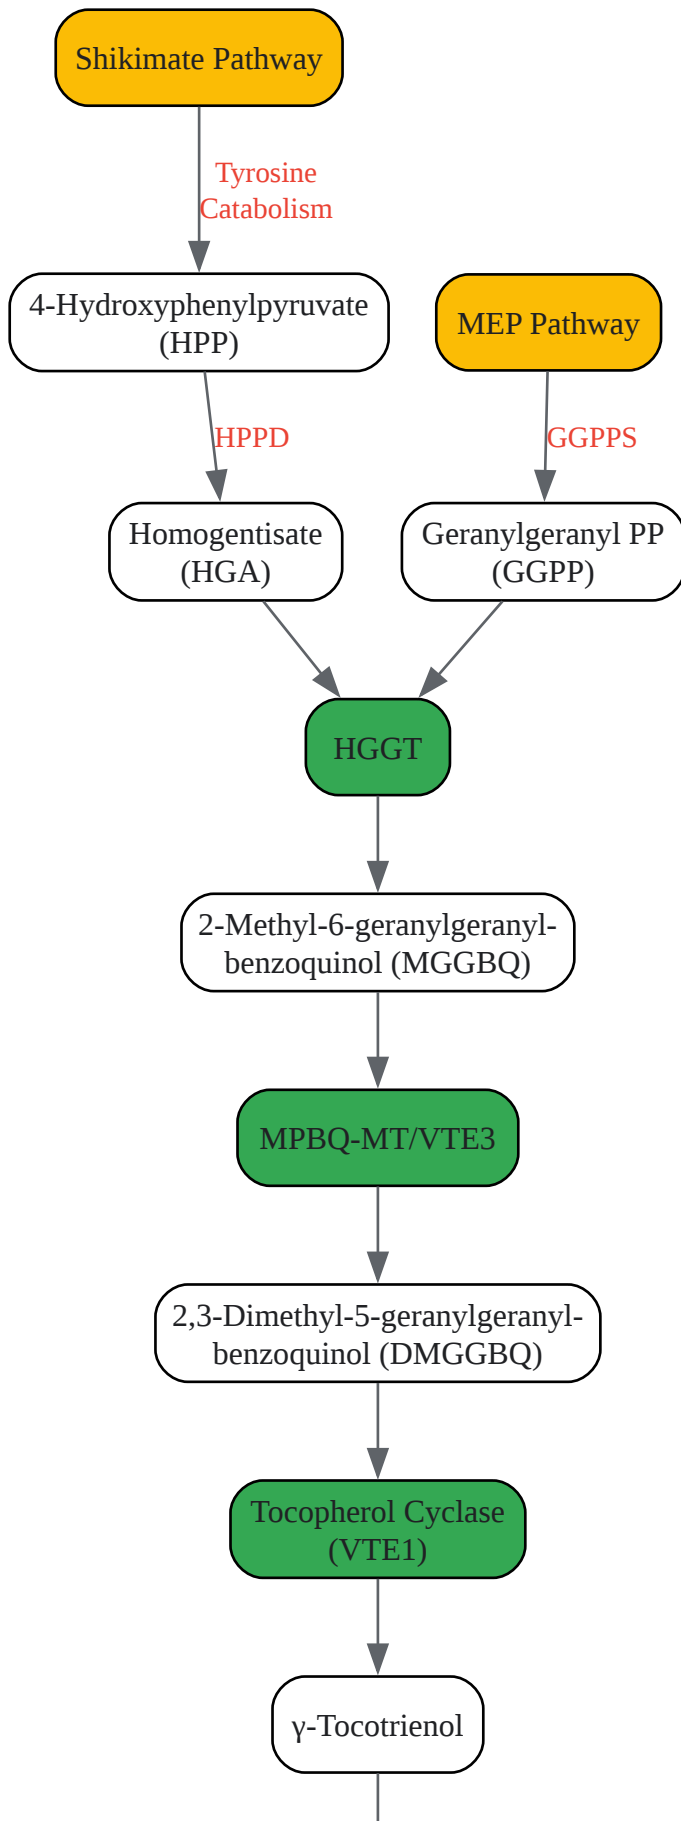 Shikimate Pathway
Tyrosine
Catabolism
4-Hydroxyphenylpyruvate
(HPP)
MEP Pathway
HPPD
GGPPS
Homogentisate
(HGA)
Geranylgeranyl PP
(GGPP)
HGGT
2-Methyl-6-geranylgeranyl-
benzoquinol (MGGBQ)
MPBQ-MT/VTE3
2,3-Dimethyl-5-geranylgeranyl-
benzoquinol (DMGGBQ)
Tocopherol Cyclase
(VTE1)
γ-Tocotrienol